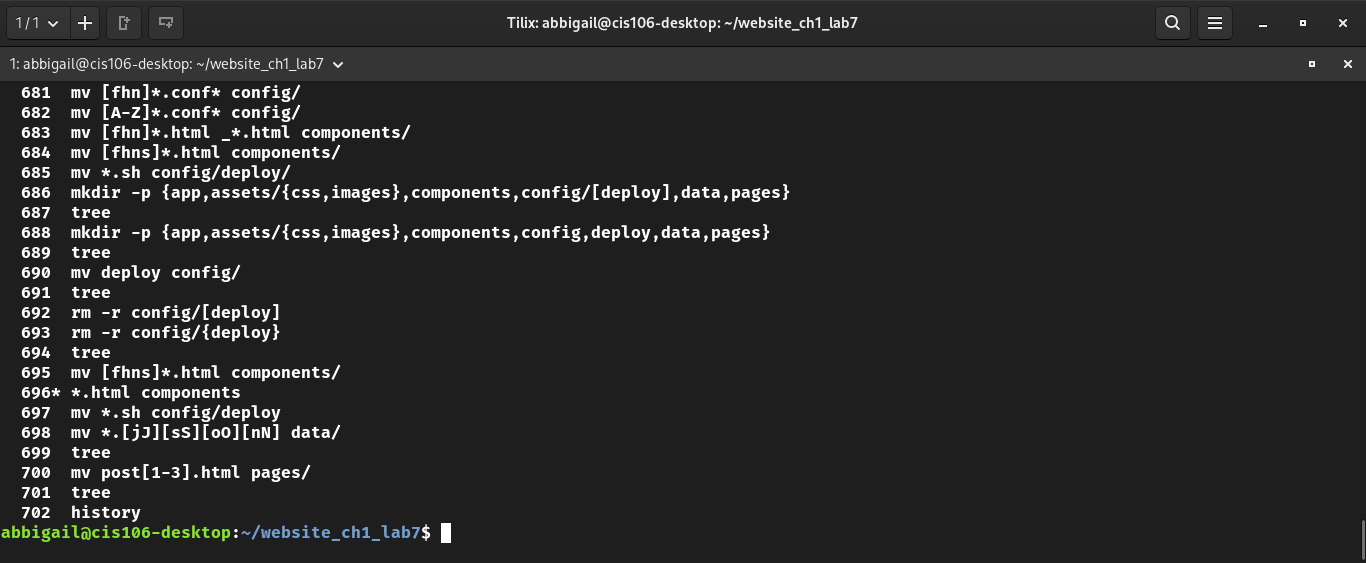 1 / 1
Tilix: abbigail@cis106-desktop: ~/website_ch1_lab7
1: abbigail@cis106-desktop: ~/website_ch1_lab7
681  mv [fhn]*.conf* config/
682  mv [A-Z]*.conf* config/
683  mv [fhn]*.html _*.html components/
684  mv [fhns]*.html components/
685  mv *.sh config/deploy/
686  mkdir -p {app,assets/{css,images},components,config/[deploy],data,pages}
687  tree
688  mkdir -p {app,assets/{css,images},components,config,deploy,data,pages}
689  tree
690  mv deploy config/
691  tree
692  rm -r config/[deploy]
693  rm -r config/{deploy}
694  tree
695  mv [fhns]*.html components/
696* *.html components
697  mv *.sh config/deploy
698  mv *.[jJ][sS][oO][nN] data/
699  tree
700  mv post[1-3].html pages/
701  tree
702  history
abbigail@cis106-desktop:~/website_ch1_lab7$